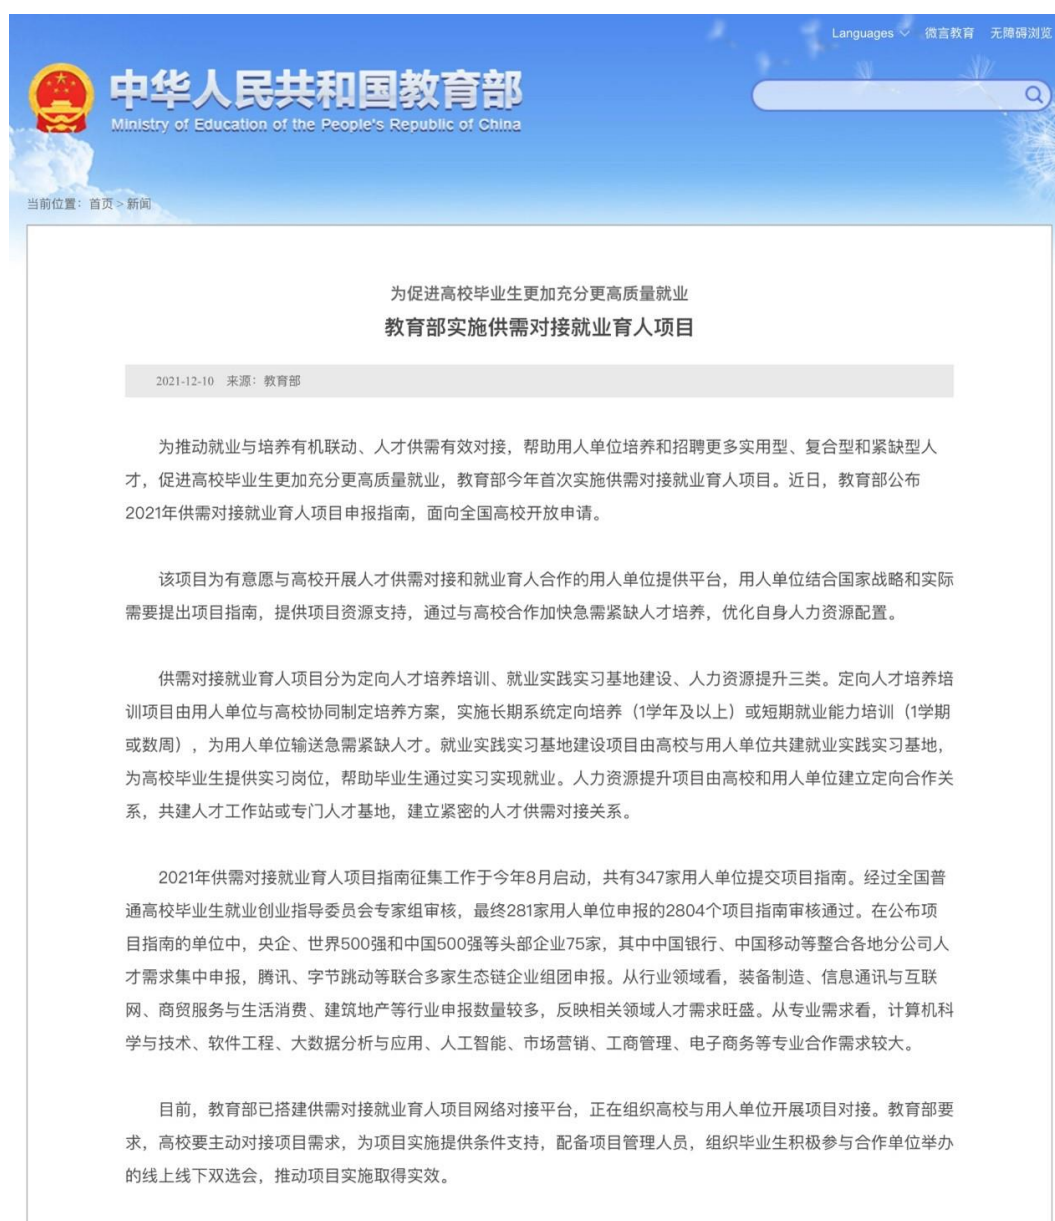 Languages 微言教育 无障碍浏览
中华人民共和国教育部
Ministry of Education of the People's Republic of China
当前位置：首页 > 新闻
为促进高校毕业生更加充分更高质量就业
教育部实施供需对接就业育人项目
2021-12-10 来源：教育部
为推动就业与培养有机联动、人才供需有效对接，帮助用人单位培养和招聘更多实用型、复合型和紧缺型人
才，促进高校毕业生更加充分更高质量就业，教育部今年首次实施供需对接就业育人项目。近日，教育部公布
2021年供需对接就业育人项目申报指南，面向全国高校开放申请。
该项目为有意愿与高校开展人才供需对接和就业育人合作的用人单位提供平台，用人单位结合国家战略和实际
需要提出项目指南，提供项目资源支持，通过与高校合作加快急需紧缺人才培养，优化自身人力资源配置。
供需对接就业育人项目分为定向人才培养培训、就业实践实习基地建设、人力资源提升三类。定向人才培养培
训项目由用人单位与高校协同制定培养方案，实施长期系统定向培养（1学年及以上）或短期就业能力培训（1学期
或数周），为用人单位输送急需紧缺人才。就业实践实习基地建设项目由高校与用人单位共建就业实践实习基地，
为高校毕业生提供实习岗位，帮助毕业生通过实习实现就业。人力资源提升项目由高校和用人单位建立定向合作关
系，共建人才工作站或专门人才基地，建立紧密的人才供需对接关系。
2021年供需对接就业育人项目指南征集工作于今年8月启动，共有347家用人单位提交项目指南。经过全国普
通高校毕业生就业创业指导委员会专家组审核，最终281家用人单位申报的2804个项目指南审核通过。在公布项
目指南的单位中，央企、世界500强和中国500强等头部企业75家，其中中国银行、中国移动等整合各地分公司人
才需求集中申报，腾讯、字节跳动等联合多家生态链企业组团申报。从行业领域看，装备制造、信息通讯与互联
网、商贸服务与生活消费、建筑地产等行业申报数量较多，反映相关领域人才需求旺盛。从专业需求看，计算机科
学与技术、软件工程、大数据分析与应用、人工智能、市场营销、工商管理、电子商务等专业合作需求较大。
目前，教育部已搭建供需对接就业育人项目网络对接平台，正在组织高校与用人单位开展项目对接。教育部要
求，高校要主动对接项目需求，为项目实施提供条件支持，配备项目管理人员，组织毕业生积极参与合作单位举办
的线上线下双选会，推动项目实施取得实效。